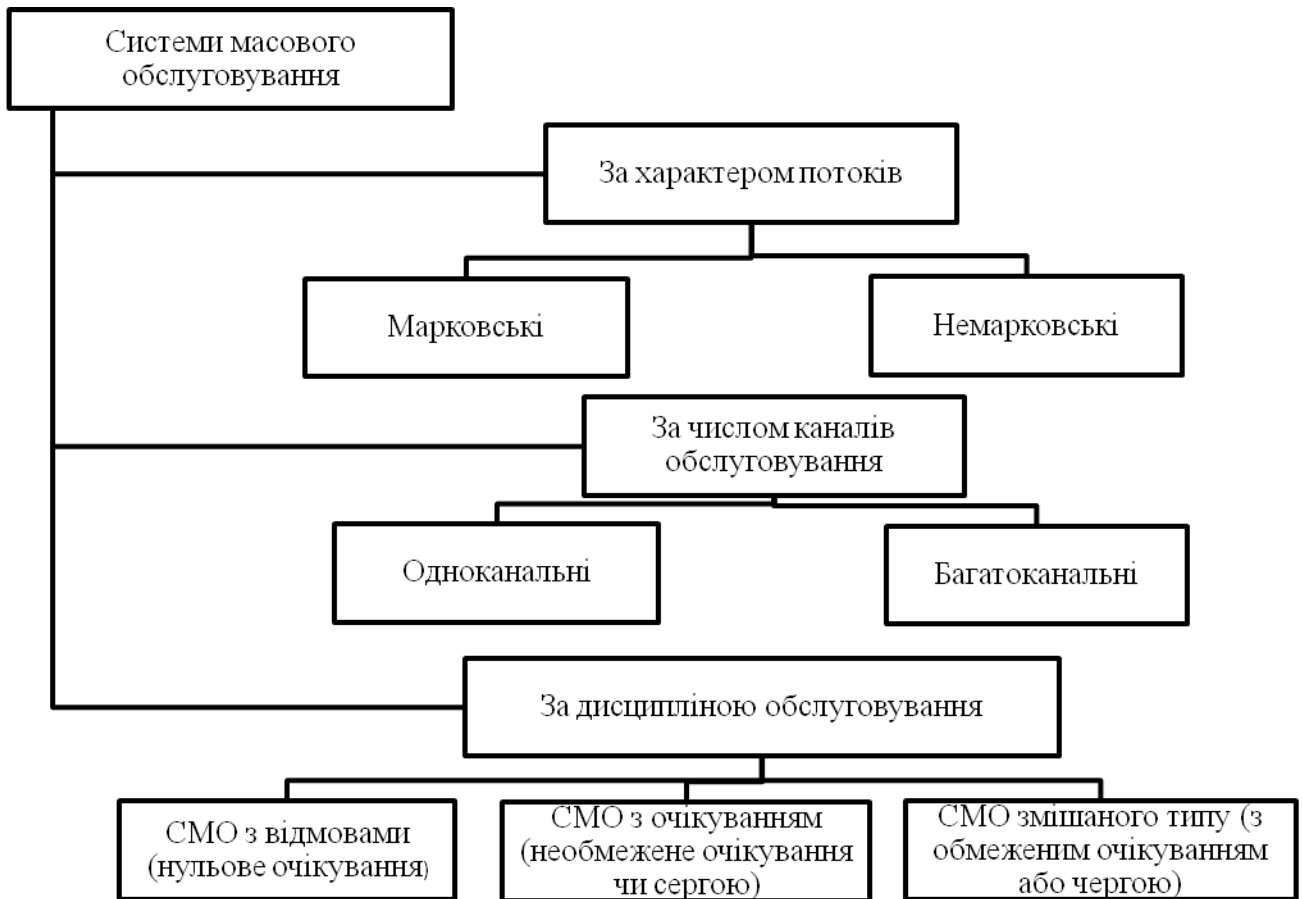 Системи масового
обслуговування
За характером потоків
Марковські
Немарковські
За числом каналів
обслуговування
Одноканальні
Багатоканальні
За дисципліною обслуговування
СМО з відмовами
(нульове очікування)
СМО з очікуванням
(необмежене очікування
чи сергою)
СМО змішаного типу (з
обмеженим очікуванням
або чергою)